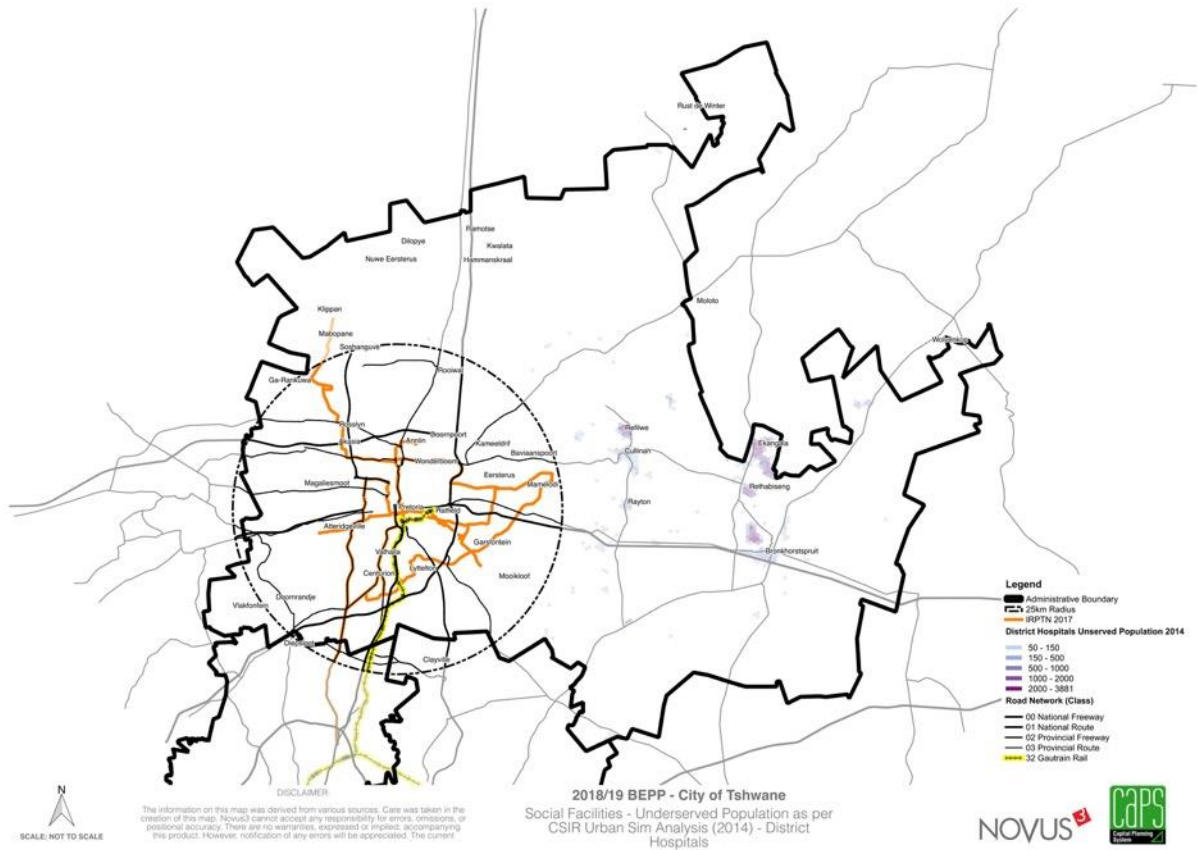 Rust de Winter
Ramotse
Dilopye
Kwalata
Nuwe Eersterus
Hammanskraal
Moloto
Klippan
Mabopane
Soshanguve
Rooiwal
Ga-Rankuwa
Rosslyn
Akasia
Annlin
Doornpoort
Kameeldrif
Wonderboom
Baviaanspoort
Refilwe
Cullinan
Ekangala
Eersterus
Mamelodi
Magaliesmoot
Rethabiseng
Rayton
Pretoria
Hatfield
Atteridgeville
Garsfontein
Valhalla
Bronkhorstspruit
Centurion
Lyttelton
Mooikloof
Doornrandje
Vlakfontein
Diepsloot
Clayville
Legend
Administrative Boundary
25km Radius
IRPTN 2017
District Hospitals Unserved Population 2014
50 - 150
150 - 500
500 - 1000
1000 - 2000
2000 - 3881
Road Network (Class)
00 National Freeway
01 National Route
02 Provincial Freeway
03 Provincial Route
32 Gautrain Rail
N
SCALE: NOT TO SCALE
DISCLAIMER:
The information on this map was derived from various sources. Care was taken in the
creation of this map. Novus3 cannot accept any responsibility for errors, omissions, or
positional accuracy. There are no warranties, expressed or implied, accompanying
this product. However, notification of any errors will be appreciated. The current
2018/19 BEPP - City of Tshwane
Social Facilities - Underserved Population as per
CSIR Urban Sim Analysis (2014) - District
Hospitals
NOVUS3
CaPS
Capital Planning
System